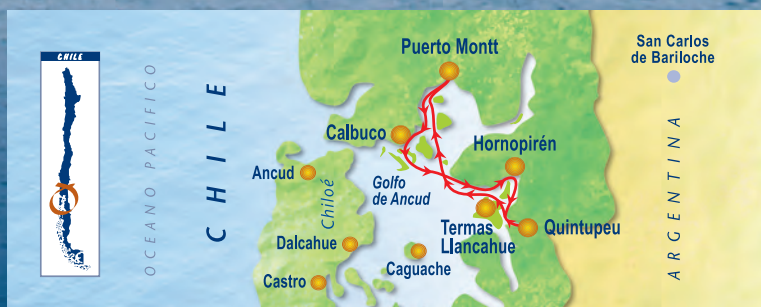 CHILE
OCEANO PACIFICO
CHILE
Puerto Montt
San Carlos
de Bariloche
Calbuco
Hornopirén
Ancud
Golfo
de Ancud
Chiloé
Termas
Llancahue
Quintupeu
Dalcahue
Caguache
Castro
ARGENTINA